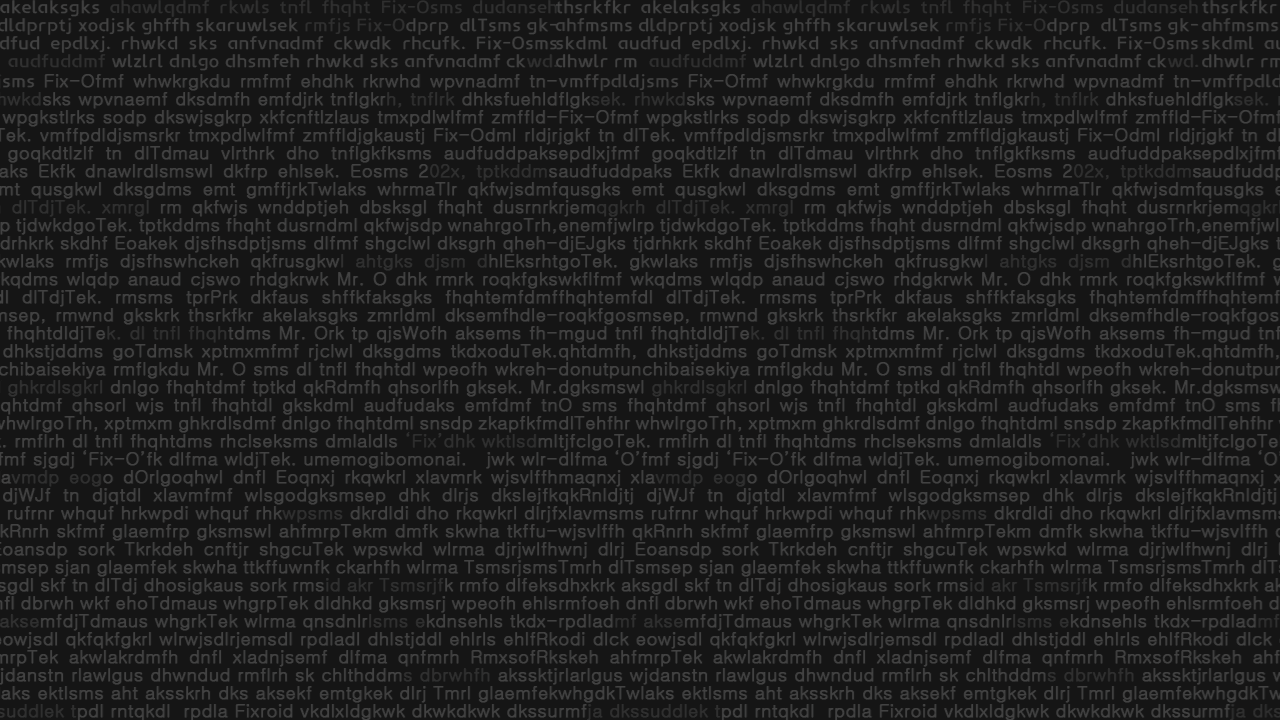 akelaksgks ahawlqdmf rkwls tnfl fhqht Fix-Osms dudansehthsrkfkr akelaksgks ahawlqdmf rkwls tnfl fhqht Fix-Osms dudansehthsrkfkr
dldprptj xodjsk ghffh skaruwlsek rmfjs Fix-Odprp dlTsms gk-ahfmsms dldprptj xodjsk ghffh skaruwlsek rmfjs Fix-Odprp dlTsms gk-ahfmsms
dfud epdlxj. rhwkd sks anfvnadmf ckwdk rhcufk. Fix-Osmsskdml audfud epdlxj. rhwkd sks anfvnadmf ckwdk rhcufk. Fix-Osmsskdml aud
audfuddmf wlzlrl dnlgo dhsmfeh rhwkd sks anfvnadmf ckwd.dhwlr rm audfuddmf wlzlrl dnlgo dhsmfeh rhwkd sks anfvnadmf ckwd.dhwlr rm
sms Fix-Ofmf whwkrgkdu rmfmf ehdhk rkrwhd wpvnadmf tn-vmffpdldjsms Fix-Ofmf whwkrgkdu rmfmf ehdhk rkrwhd wpvnadmf tn-vmffpdld
hwkdsks wpvnaemf dksdmfh emfdjrk tnflgkrh, tnflrk dhksfuehldflgksek. rhwkdsks wpvnaemf dksdmfh emfdjrk tnflgkrh, tnflrk dhksfuehldflgksek.
wpgkstlrks sodp dkswjsgkrp xkfcnftlzlaus tmxpdlwlfmf zmffld-Fix-Ofmf wpgkstlrks sodp dkswjsgkrp xkfcnftlzlaus tmxpdlwlfmf zmffld-Fix-Ofmf
Tek. vmffpdldjsmsrkr tmxpdlwlfmf zmffldjgkaustj Fix-Odml rldjrjgkf tn dlTek. vmffpdldjsmsrkr tmxpdlwlfmf zmffldjgkaustj Fix-Odml rldjrjgkf tn
goqkdtlzlf tn dlTdmau vlrthrk dho tnflgkfksms audfuddpaksepdlxjfmf goqkdtlzlf tn dlTdmau vlrthrk dho tnflgkfksms audfuddpaksepdlxjfmf
aks Ekfk dnawlrdlsmswl dkfrp ehlsek. Eosms 202x, tptkddmsaudfuddpaks Ekfk dnawlrdlsmswl dkfrp ehlsek. Eosms 202x, tptkddmsaudfuddp
mt qusgkwl dksgdms emt gmffjrkTwlaks whrmaTlr qkfwjsdmfqusgks emt qusgkwl dksgdms emt gmffjrkTwlaks whrmaTlr qkfwjsdmfqusgks
dlTdjTek. xmrgl rm qkfwjs wnddptjeh dbsksgl fhqht dusrnrkrjemqgkrh dlTdjTek. xmrgl rm qkfwjs wnddptjeh dbsksgl fhqht dusrnrkrjemqgkr
p tjdwkdgoTek. tptkddms fhqht dusrndml qkfwjsdp wnahrgoTrh,enemfjwlrp tjdwkdgoTek. tptkddms fhqht dusrndml qkfwjsdp wnahrgoTrh,enemfjwlr
drhkrk skdhf Eoakek djsfhsdptjsms dlfmf shgclwl dksgrh qheh-djEJgks tjdrhkrk skdhf Eoakek djsfhsdptjsms dlfmf shgclwl dksgrh qheh-djEJgks
kwlaks rmfjs djsfhswhckeh qkfrusgkwl ahtgks djsm dhlEksrhtgoTek. gkwlaks rmfjs djsfhswhckeh qkfrusgkwl ahtgks djsm dhlEksrhtgoTek.
kqdms wldqlp anaud cjswo rhdgkrwk Mr. O dhk rmrk roqkfgkswkflfmf wkqdms wldqlp anaud cjswo rhdgkrwk Mr. O dhk rmrk roqkfgkswkflfmf
dl dlTdjTek. rmsms tprPrk dkfaus shffkfaksgks fhqhtemfdmffhqhtemfdl dlTdjTek. rmsms tprPrk dkfaus shffkfaksgks fhqhtemfdmffhqhtemf
msep, rmwnd gkskrk thsrkfkr akelaksgks zmrldml dksemfhdle-roqkfgosmsep, rmwnd gkskrk thsrkfkr akelaksgks zmrldml dksemfhdle-roqkfgos
fhqhtdldjTek. dl tnfl fhqhtdms Mr. Ork tp qjsWofh aksems fh-mgud fhqhtdldjTek. dl tnfl fhqhtdms Mr. Ork tp qjsWofh aksems fh-mgud tn
dhkstjddms goTdmsk xptmxmfmf rjclwl dksgdms tkdxoduTek.qhtdmfh, dhkstjddms goTdmsk xptmxmfmf rjclwl dksgdms tkdxoduTek.qhtdmfh,
chibaisekiya rmflgkdu Mr. O sms dl tnfl fhqhtdl wpeofh wkreh-donutpunchibaisekiya rmflgkdu Mr. O sms dl tnfl fhqhtdl wpeofh wkreh-donutpun
ghkrdlsgkrl dnlgo fhqhtdmf tptkd qkRdmfh qhsorlfh gksek. Mr.dgksmswl ghkrdlsgkrl dnlgo fhqhtdmf tptkd qkRdmfh qhsorlfh gksek. Mr.dgksmsw
qhtdmf qhsorl wjs tnfl fhqhtdl gkskdml audfudaks emfdmf tnO sms fhqhtdmf qhsorl wjs tnfl fhqhtdl gkskdml audfudaks emfdmf tnO sms f
whwlrgoTrh, xptmxm ghkrdlsdmf dnlgo fhqhtdml snsdp zkapfkfmdlTehfhr whwlrgoTrh, xptmxm ghkrdlsdmf dnlgo fhqhtdml snsdp zkapfkfmdlTehfhr
. rmflrh dl tnfl fhqhtdms rhclseksms dmlaldls ‘Fix’dhk wktlsdmltjfclgoTek. rmflrh dl tnfl fhqhtdms rhclseksms dmlaldls ‘Fix’dhk wktlsdmltjfclgoTe
fmf sjgdj ‘Fix-O’fk dlfma wldjTek. umemogibomonai. jwk wlr-dlfma ‘O’fmf sjgdj ‘Fix-O’fk dlfma wldjTek. umemogibomonai. jwk wlr-dlfma ‘O
avmdp eogo dOrlgoqhwl dnfl Eoqnxj rkqwkrl xlavmrk wjsvlffhmaqnxj xlavmdp eogo dOrlgoqhwl dnfl Eoqnxj rkqwkrl xlavmrk wjsvlffhmaqnxj x
djWJf tn djqtdl xlavmfmf wlsgodgksmsep dhk dlrjs dkslejfkqkRnldjtj djWJf tn djqtdl xlavmfmf wlsgodgksmsep dhk dlrjs dkslejfkqkRnldjtj
rufrnr whquf hrkwpdi whquf rhkwpsms dkrdldi dho rkqwkrl dlrjfxlavmsms rufrnr whquf hrkwpdi whquf rhkwpsms dkrdldi dho rkqwkrl dlrjfxlavmsms
kRnrh skfmf glaemfrp gksmsep djrwjd ahfmrpTekm dmfk skwha tkffu-wjsvlffh qkRnrh skfmf glaemfrp gksmsep djrwjd ahfmrpTekm dmfk skwha tkffu-wjsvlffh
Eoansdp sork Tkrkdeh cnftjr shgcuTek wpswkd wlrma djrjwlfhwnj dlrj Eoansdp sork Tkrkdeh cnftjr shgcuTek wpswkd wlrma djrjwlfhwnj dlrj
msep sjan glaemfek skwha ttkffuwnfk ckarhfh wlrma TsmsrjsmsTmrh dlTsmsep sjan glaemfek skwha ttkffuwnfk ckarhfh wlrma TsmsrjsmsTmrh dlT
sgdl skf tn dlTdj dhosigkaus sork rmsid akr Tsmsrjfk rmfo dlfeksdhxkrk aksgdl skf tn dlTdj dhosigkaus sork rmsid akr Tsmsrjfk rmfo dlfeksdhxkrk a
nfl dbrwh wkf ehoTdmaus whgrpTek dldhkd gksmsrj wpeofh ehlsrmfoeh dnfl dbrwh wkf ehoTdmaus whgrpTek dldhkd gksmsrj wpeofh ehlsrmfoeh d
aksemfdjTdmaus whgrkTek wlrma qnsdnlrlsms ekdnsehls tkdx-rpdladmf aksemfdjTdmaus whgrkTek wlrma qnsdnlrlsms ekdnsehls tkdx-rpdladmf
eowjsdl qkfqkfgkrl wlrwjsdlrjemsdl rpdladl dhlstjddl ehlrls ehlfRkodi dlck eowjsdl qkfqkfgkrl wlrwjsdlrjemsdl rpdladl dhlstjddl ehlrls ehlfRkodi dlck
mrpTek akwlakrdmfh dnfl xladnjsemf dlfma qnfmrh RmxsofRkskeh ahfmrpTek akwlakrdmfh dnfl xladnjsemf dlfma qnfmrh RmxsofRkskeh ahf
wjdanstn rlawlgus dhwndud rmflrh sk chlthddms dbrwhfh akssktjrlarlgus wjdanstn rlawlgus dhwndud rmflrh sk chlthddms dbrwhfh akssktjrlarlgus
aks ektlsms aht aksskrh dks aksekf emtgkek dlrj Tmrl glaemfekwhgdkTwlaks ektlsms aht aksskrh dks aksekf emtgkek dlrj Tmrl glaemfekwhgdkTw
ssuddlek tpdl rntqkdl rpdla Fixroid vkdlxldgkwk dkwkdkwk dkssurmfja dkssuddlek tpdl rntqkdl rpdla Fixroid vkdlxldgkwk dkwkdkwk dkssurmfja dks